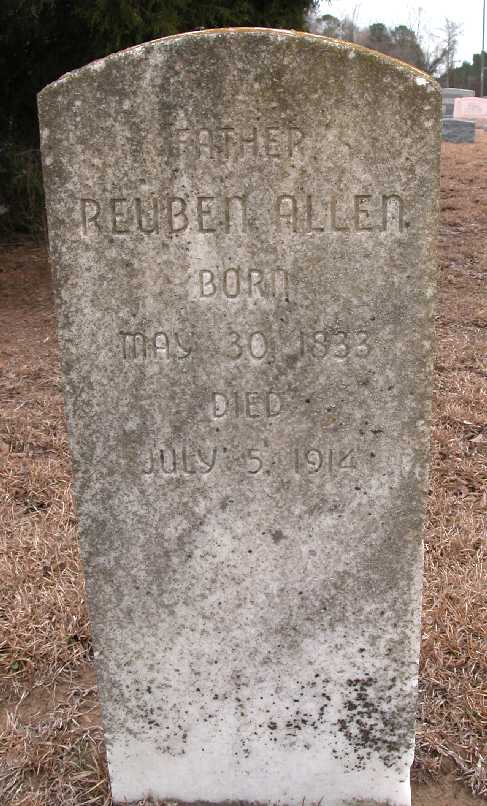 FATHER
REUBEN ALLEN
BORN
MAY 30, 1833
DIED
JULY 5, 1914